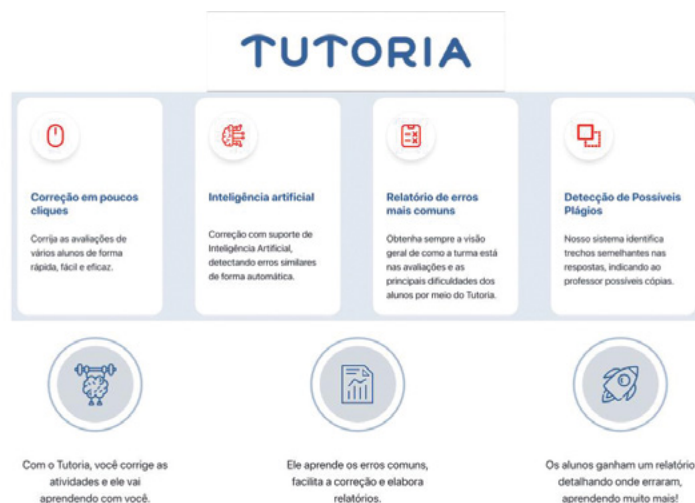 TUTORIA
Correção em poucos
cliques
Corrija as avaliações de
vários alunos de forma
rápida, fácil e eficaz.
Inteligência artificial
Correção com suporte de
Inteligência Artificial,
detectando erros similares
de forma automática.
Relatório de erros
mais comuns
Obtenha sempre a visão
geral de como a turma está
nas avaliações e as
principais dificuldades dos
alunos por meio do Tutoria.
Detecção de Possíveis
Plágios
Nosso sistema identifica
trechos semelhantes nas
respostas, indicando ao
professor possíveis cópias.
Com o Tutoria, você corrige as
atividades e ele vai
aprendendo com você.
Ele aprende os erros comuns,
facilita a correção e elabora
relatórios.
Os alunos ganham um relatório
detalhando onde erraram,
aprendendo muito mais!